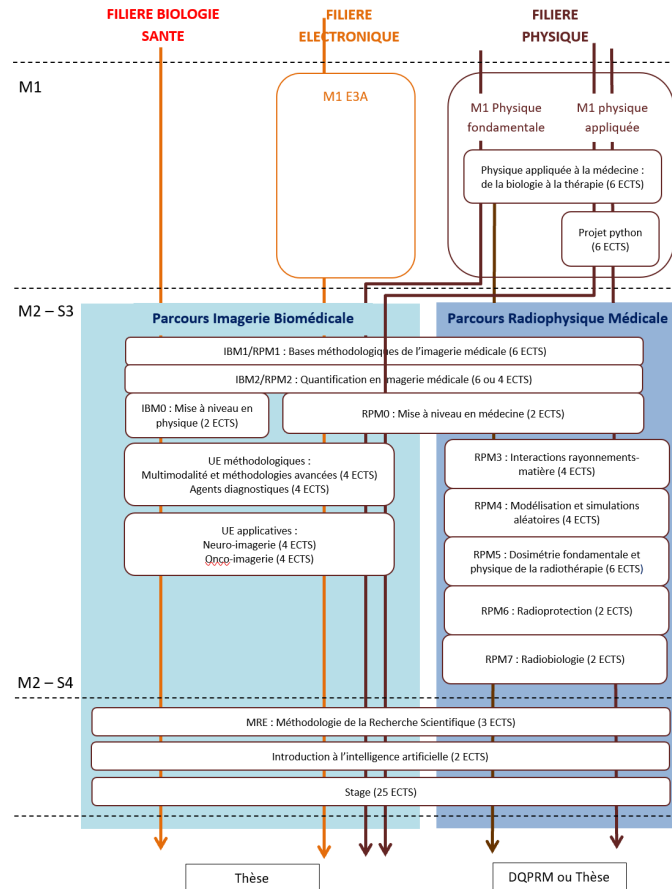 FILIERE BIOLOGIE
SANTE
FILIERE
ELECTRONIQUE
FILIERE
PHYSIQUE
M1
M1 E3A
M1 Physique
fondamentale
M1 physique
appliquée
Physique appliquée à la médecine :
de la biologie à la thérapie (6 ECTS)
Projet python
(6 ECTS)
M2 – S3
Parcours Imagerie Biomédicale
Parcours Radiophysique Médicale
IBM1/RPM1 : Bases méthodologiques de l'imagerie médicale (6 ECTS)
IBM2/RPM2 : Quantification en imagerie médicale (6 ou 4 ECTS)
IBM0 : Mise à niveau en
physique (2 ECTS)
RPM0 : Mise à niveau en médecine (2 ECTS)
UE méthodologiques :
Multimodalité et méthodologies avancées (4 ECTS)
Agents diagnostiques (4 ECTS)
RPM3 : Interactions rayonnements-
matière (4 ECTS)
RPM4 : Modélisation et simulations
aléatoires (4 ECTS)
UE applicatives :
Neuro-imagerie (4 ECTS)
Onco-imagerie (4 ECTS)
RPM5 : Dosimétrie fondamentale et
physique de la radiothérapie (6 ECTS)
RPM6 : Radioprotection (2 ECTS)
RPM7 : Radiobiologie (2 ECTS)
M2 – S4
MRE : Méthodologie de la Recherche Scientifique (3 ECTS)
Introduction à l'intelligence artificielle (2 ECTS)
Stage (25 ECTS)
Thèse
DQPRM ou Thèse